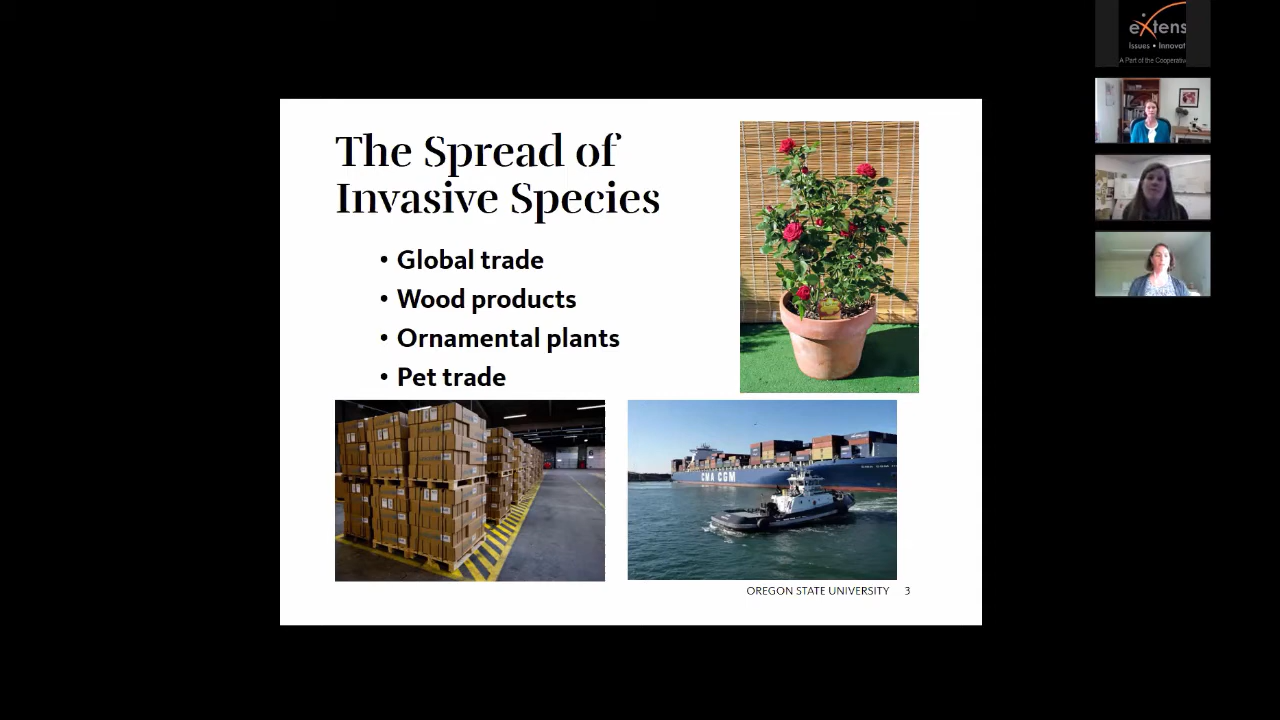 The Spread of
Invasive Species
• Global trade
• Wood products
• Ornamental plants
• Pet trade
CMA CGM
OREGON STATE UNIVERSITY 3
eXtens
Issues • Innovat
A Part of the Cooperativ